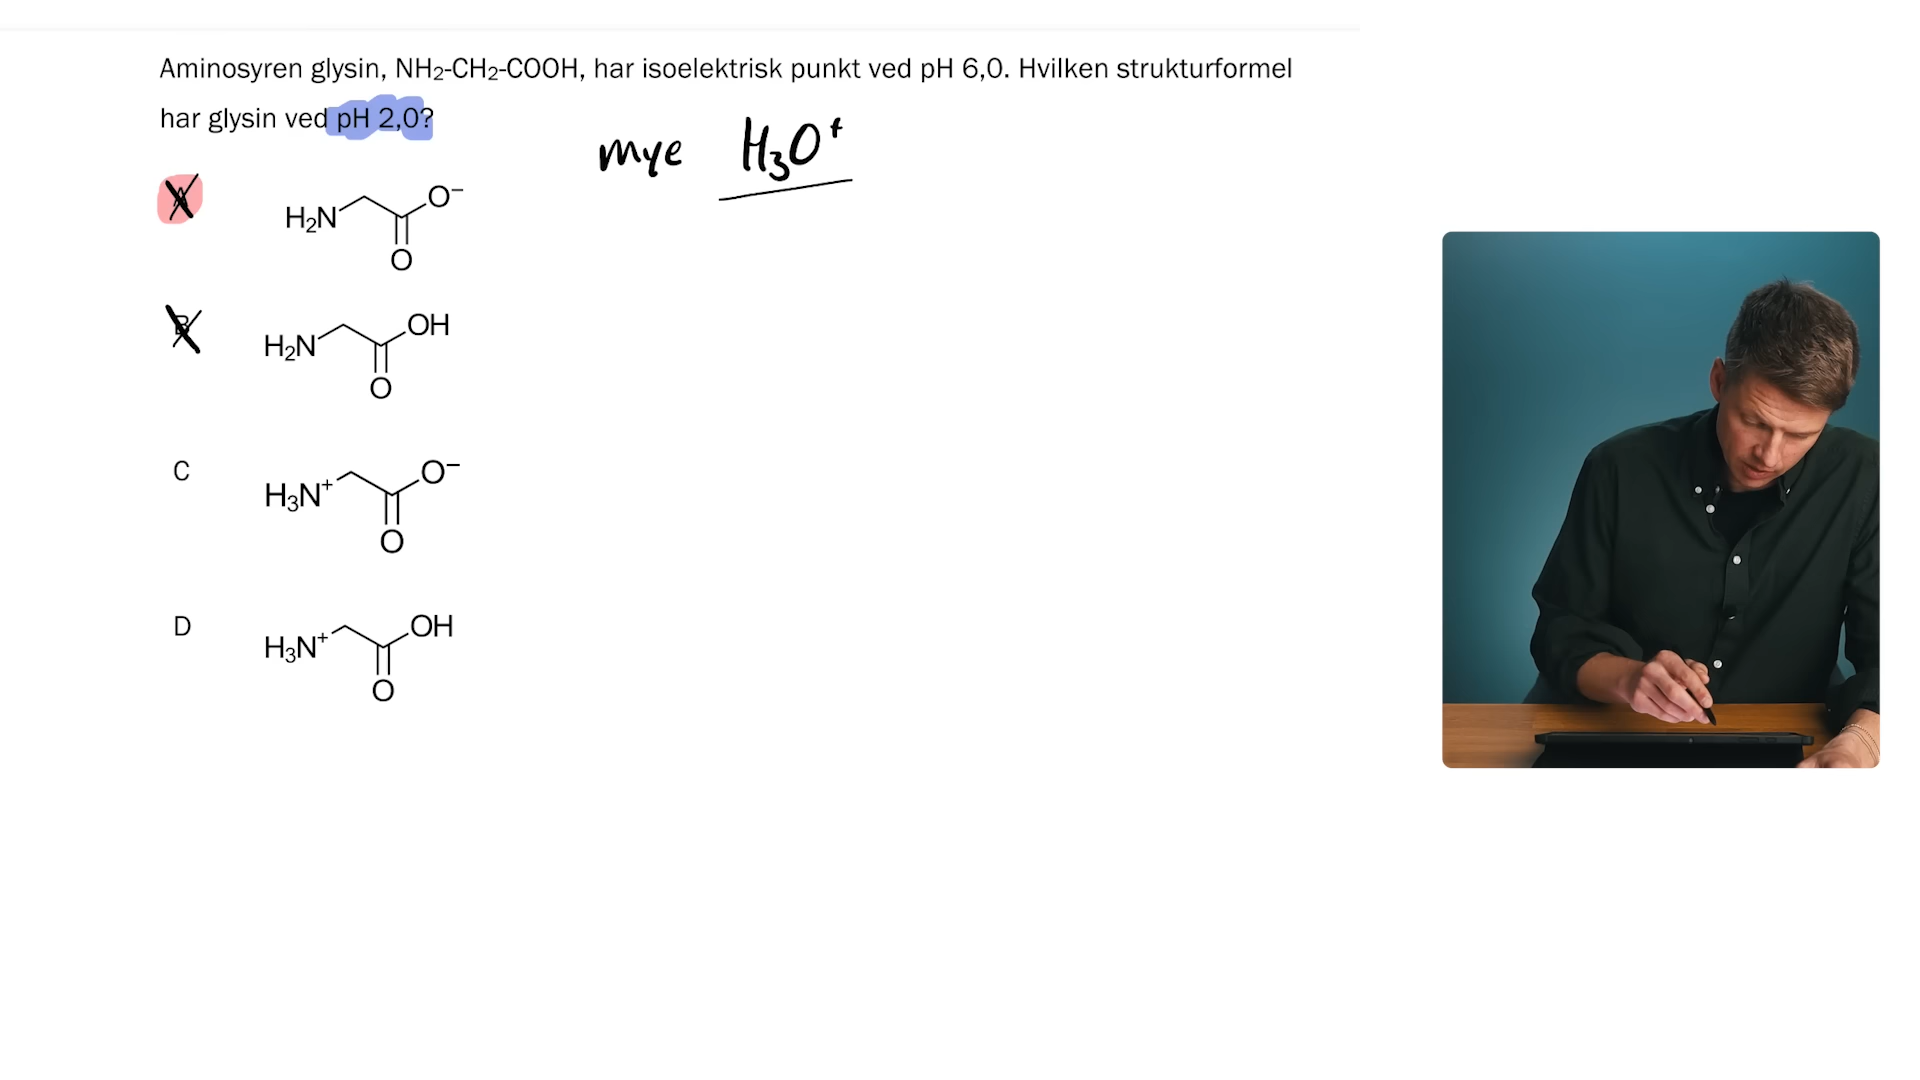 Aminosyren glysin, NH₂-CH₂-COOH, har isoelektrisk punkt ved pH 6,0. Hvilken strukturformel
har glysin ved pH 2,0?
mye H₃O⁺
A
H₂N O⁻
O
B
H₂N OH
O
C
H₃N⁺ O⁻
O
D
H₃N⁺ OH
O